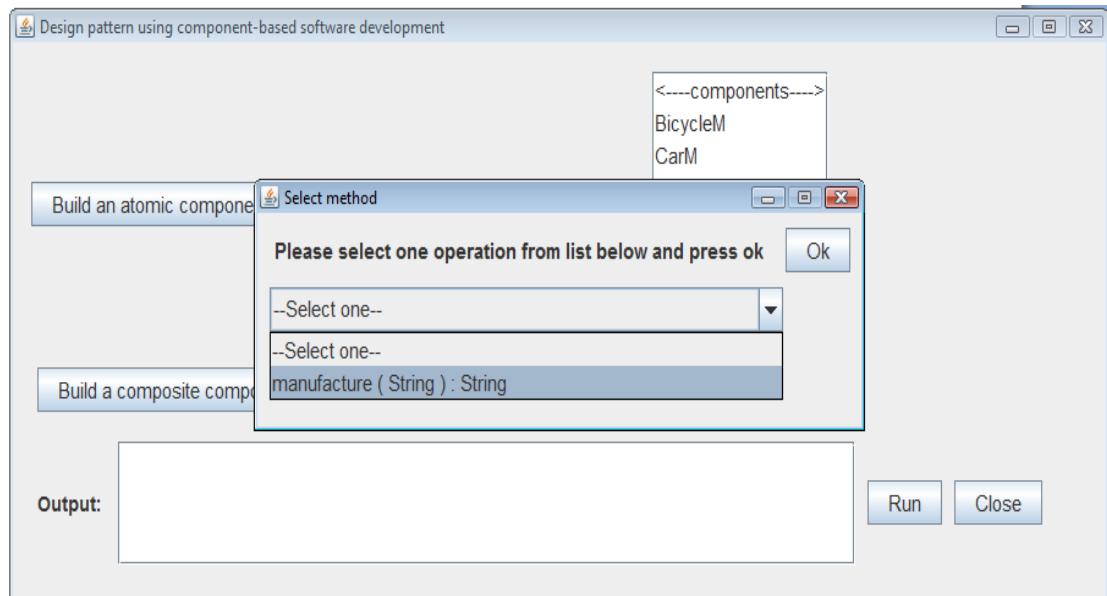 Design pattern using component-based software development
<----components---->
BicycleM
CarM
Build an atomic compone
Select method
Please select one operation from list below and press ok
Ok
--Select one--
--Select one--
manufacture ( String ) : String
Build a composite compo
Output:
Run
Close